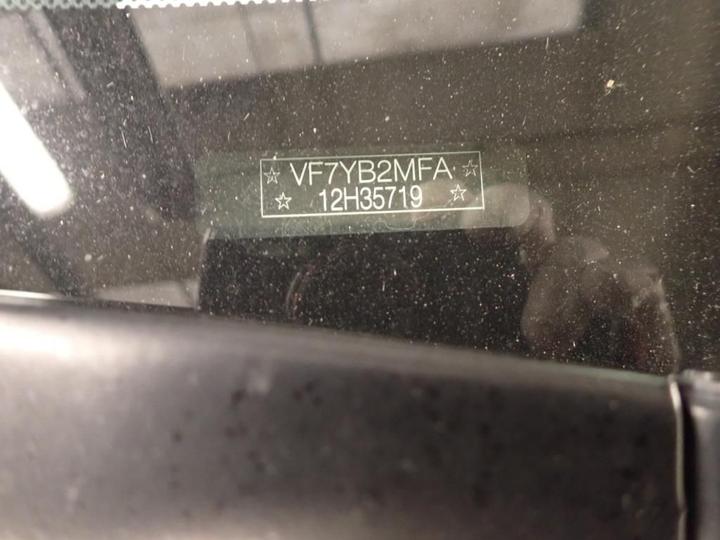 ☆ VF7YB2MFA ☆
☆ 12H35719 ☆